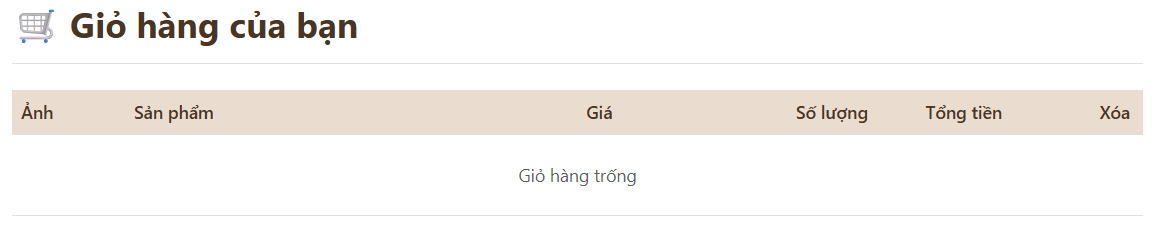 Giỏ hàng của bạn
Ảnh Sản phẩm Giá Số lượng Tổng tiền Xóa
Giỏ hàng trống